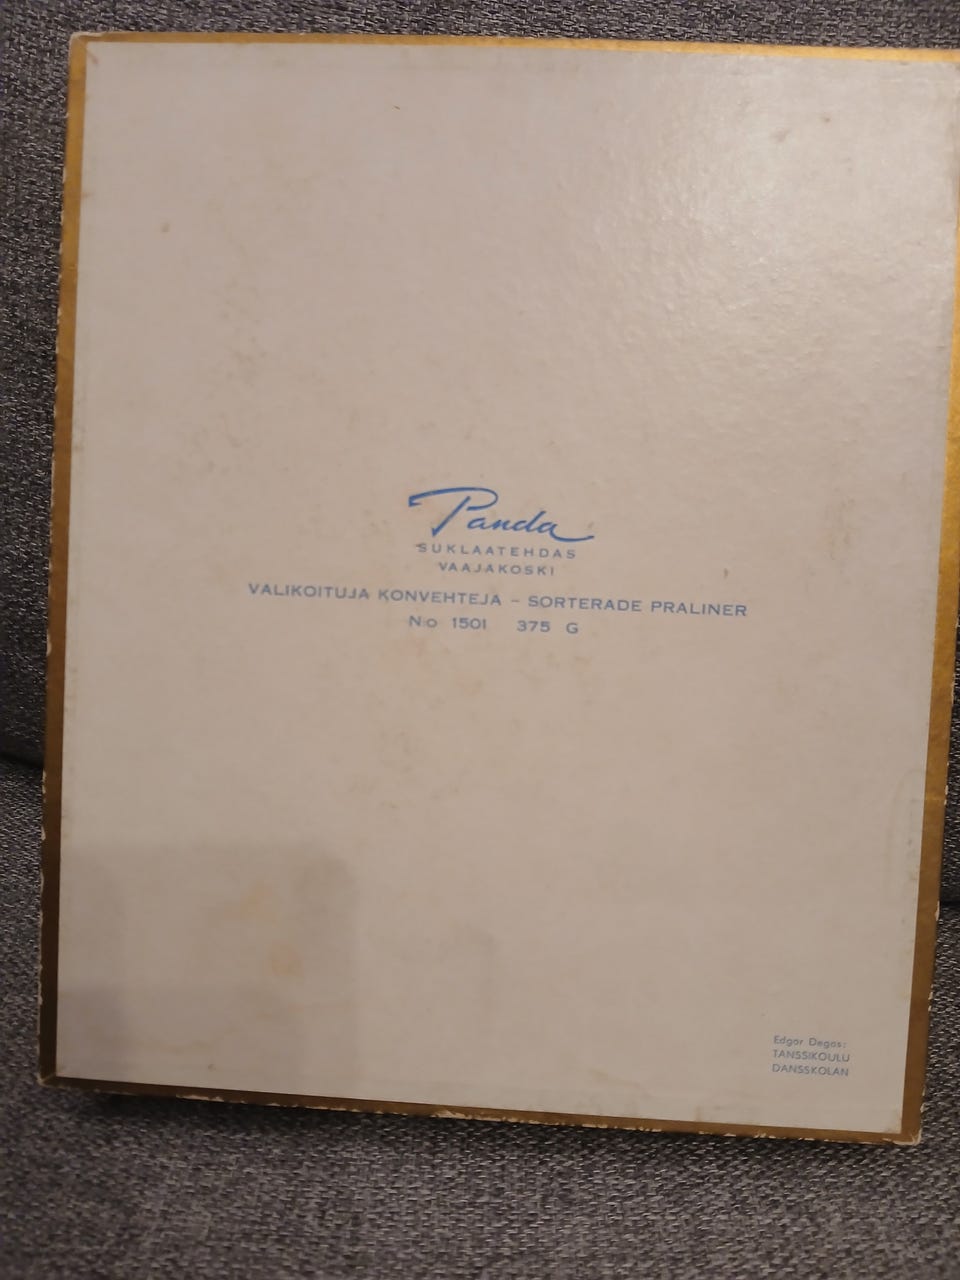 Panda
SUKLAATEHDAS
VAAJAKOSKI
VALIKOITUJA KONVEHTEJA – SORTERADE PRALINER
N:o 1501 375 G
Edgar Degas:
TANSSIKOULU
DANSSKOLAN